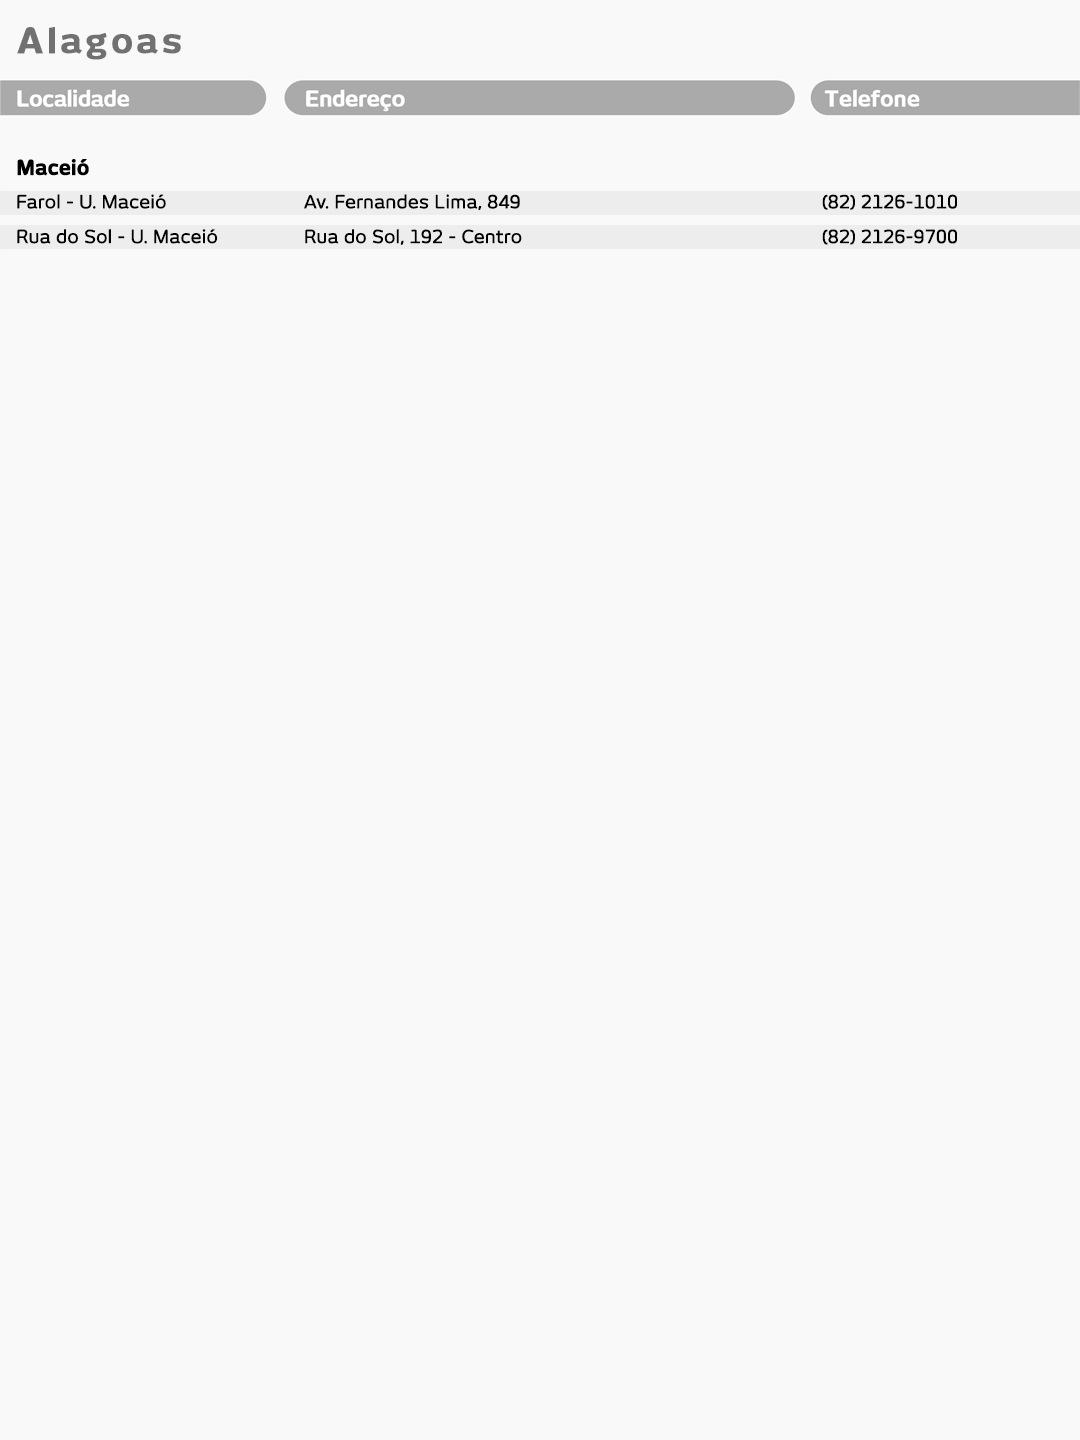 Alagoas
Localidade Endereço Telefone
Maceió
Farol - U. Maceió Av. Fernandes Lima, 849 (82) 2126-1010
Rua do Sol - U. Maceió Rua do Sol, 192 - Centro (82) 2126-9700